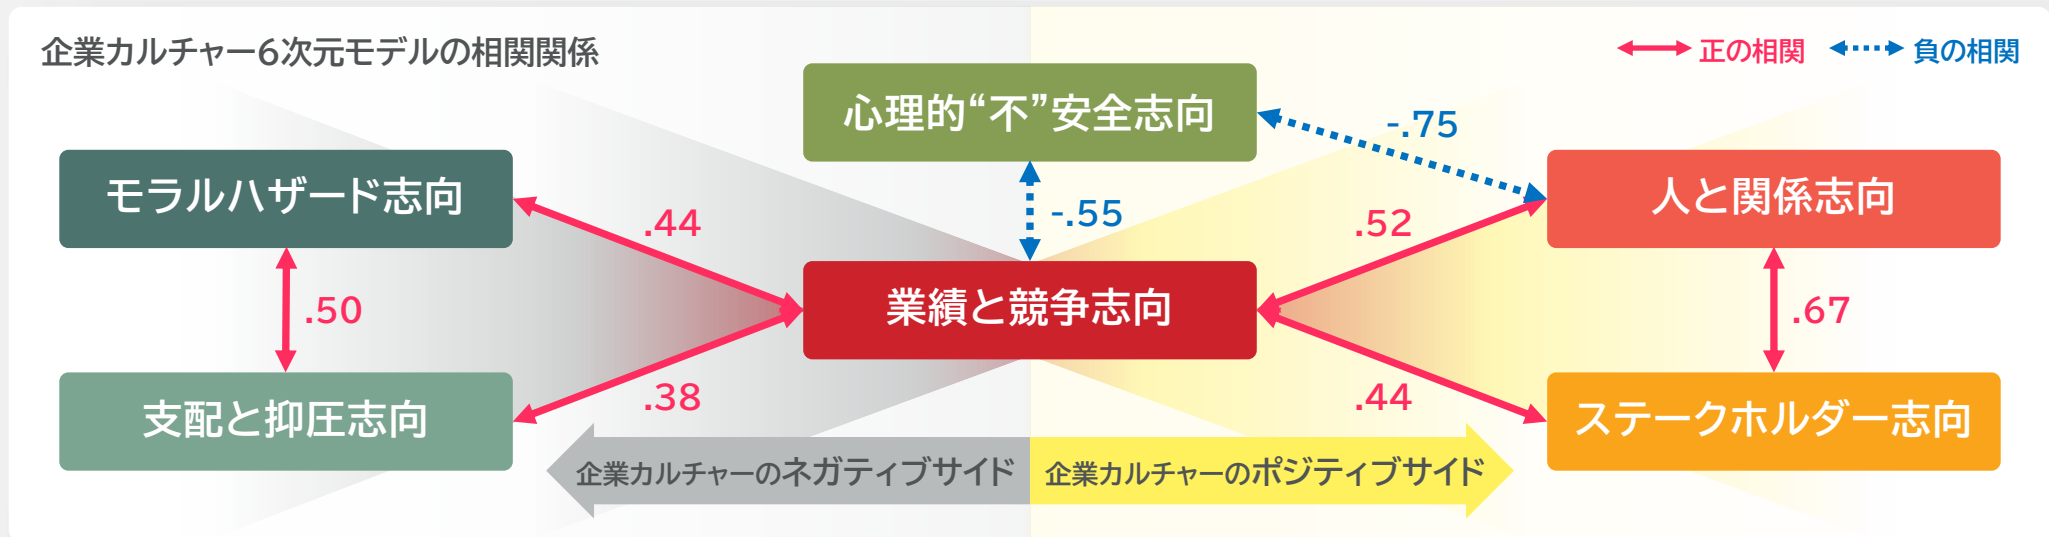 企業カルチャー6次元モデルの相関関係
正の相関
負の相関
心理的“不”安全志向
-.75
モラルハザード志向
人と関係志向
.44
-.55
.52
業績と競争志向
.50
.67
.38
.44
支配と抑圧志向
ステークホルダー志向
企業カルチャーのネガティブサイド
企業カルチャーのポジティブサイド